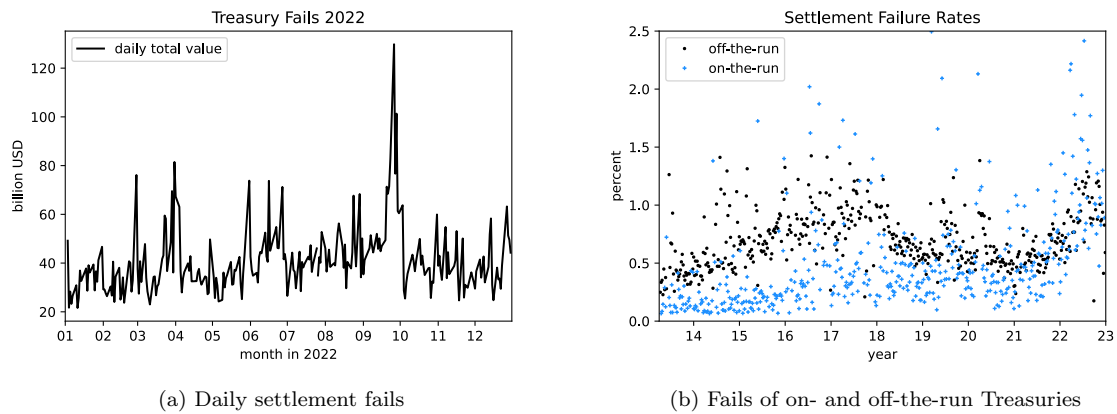 Treasury Fails 2022
daily total value
120
100
80
60
40
20
billion USD
01 02 03 04 05 06 07 08 09 10 11 12
month in 2022
(a) Daily settlement fails
Settlement Failure Rates
off-the-run
on-the-run
2.5
2.0
1.5
1.0
0.5
0.0
percent
14 15 16 17 18 19 20 21 22 23
year
(b) Fails of on- and off-the-run Treasuries